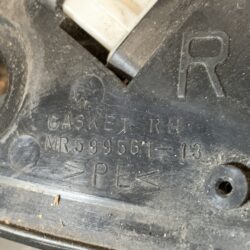 R
GASKET RH
MR599561-13
>PE<